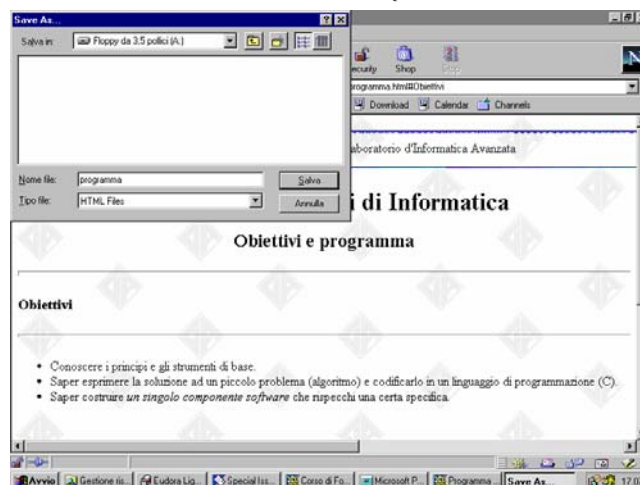 Save As...
Salva in:
Floppy da 3,5 pollici (A:)
Nome file:
programma
Salva
Tipo file:
HTML Files
Annulla
Security
Shop
Stop
programma.html#Obiettivi
Download
Calendar
Channels
aboratorio d'Informatica Avanzata
i di Informatica
Obiettivi e programma
Obiettivi
Conoscere i principi e gli strumenti di base.
Saper esprimere la soluzione ad un piccolo problema (algoritmo) e codificarlo in un linguaggio di programmazione (C).
Saper costruire un singolo componente software che rispecchi una certa specifica.
Avvio
Gestione ris...
Eudora Lig...
Special Iss...
Corso di Fo...
Microsoft P...
Programma ...
Save As...